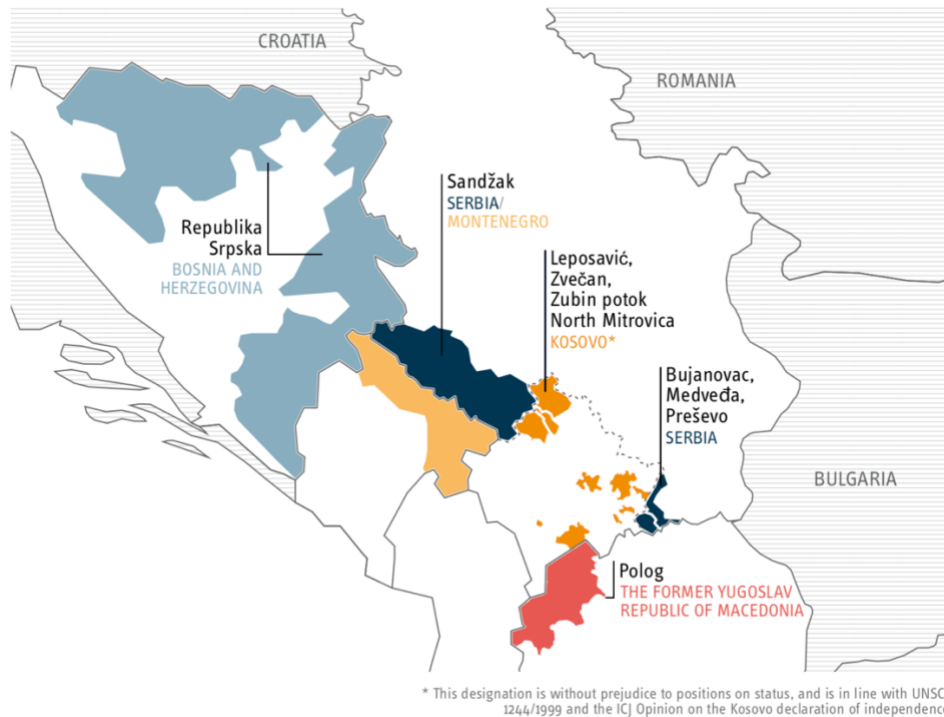 CROATIA
ROMANIA
Sandžak
SERBIA/
MONTENEGRO
Republika
Srpska
BOSNIA AND
HERZEGOVINA
Leposavić,
Zvečan,
Zubin potok
North Mitrovica
KOSOVO*
Bujanovac,
Medveđa,
Preševo
SERBIA
BULGARIA
Polog
THE FORMER YUGOSLAV
REPUBLIC OF MACEDONIA
* This designation is without prejudice to positions on status, and is in line with UNSC
1244/1999 and the ICJ Opinion on the Kosovo declaration of independence